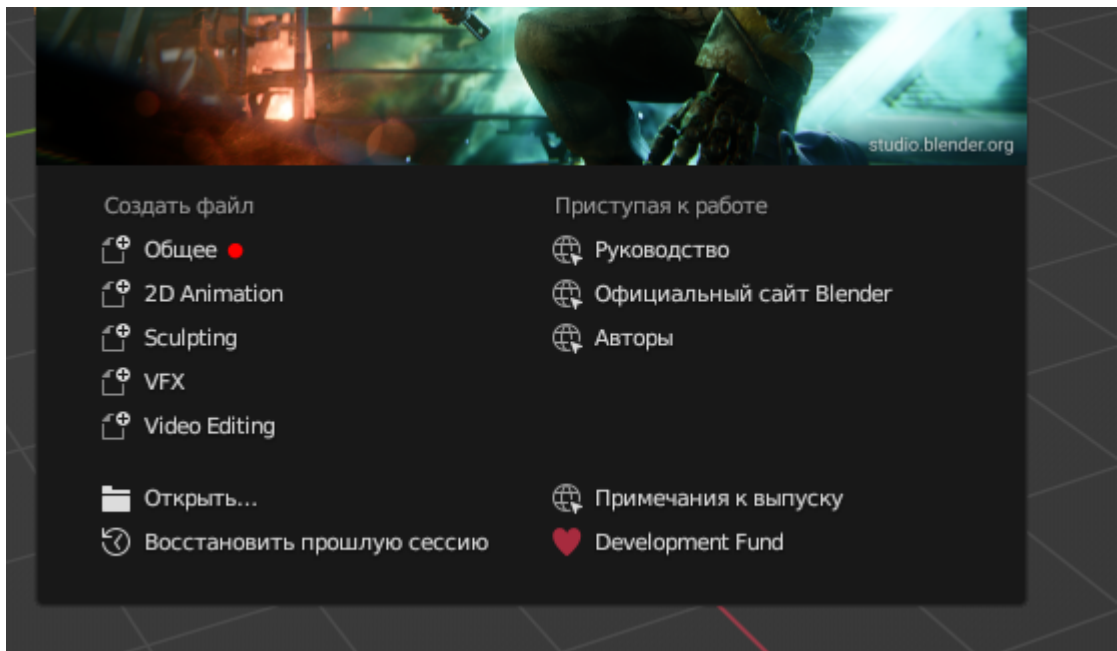 studio.blender.org
Создать файл
Общее
2D Animation
Sculpting
VFX
Video Editing
Открыть...
Восстановить прошлую сессию
Приступая к работе
Руководство
Официальный сайт Blender
Авторы
Примечания к выпуску
Development Fund